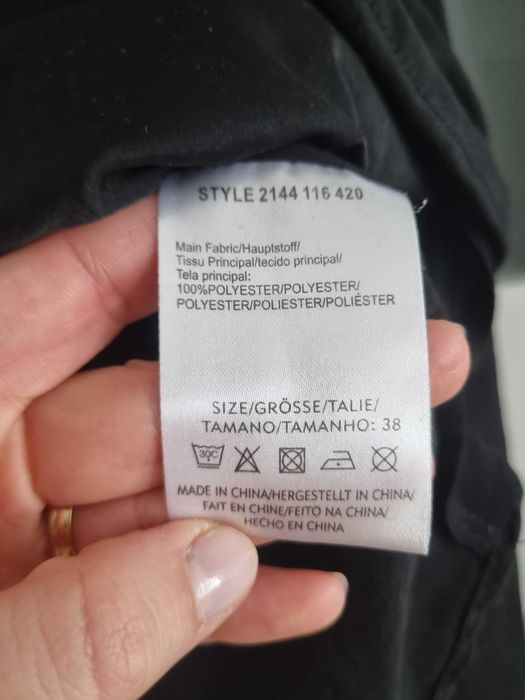 STYLE 2144 116 420
Main Fabric/Hauptstoff/
Tissu Principal/tecido principal/
Tela principal:
100%POLYESTER/POLYESTER/
POLYESTER/POLIESTER/POLIÉSTER
SIZE/GRÖSSE/TALIE/
TAMANO/TAMANHO: 38
30C
MADE IN CHINA/HERGESTELLT IN CHINA/
FAIT EN CHINE/FEITO NA CHINA/
HECHO EN CHINA